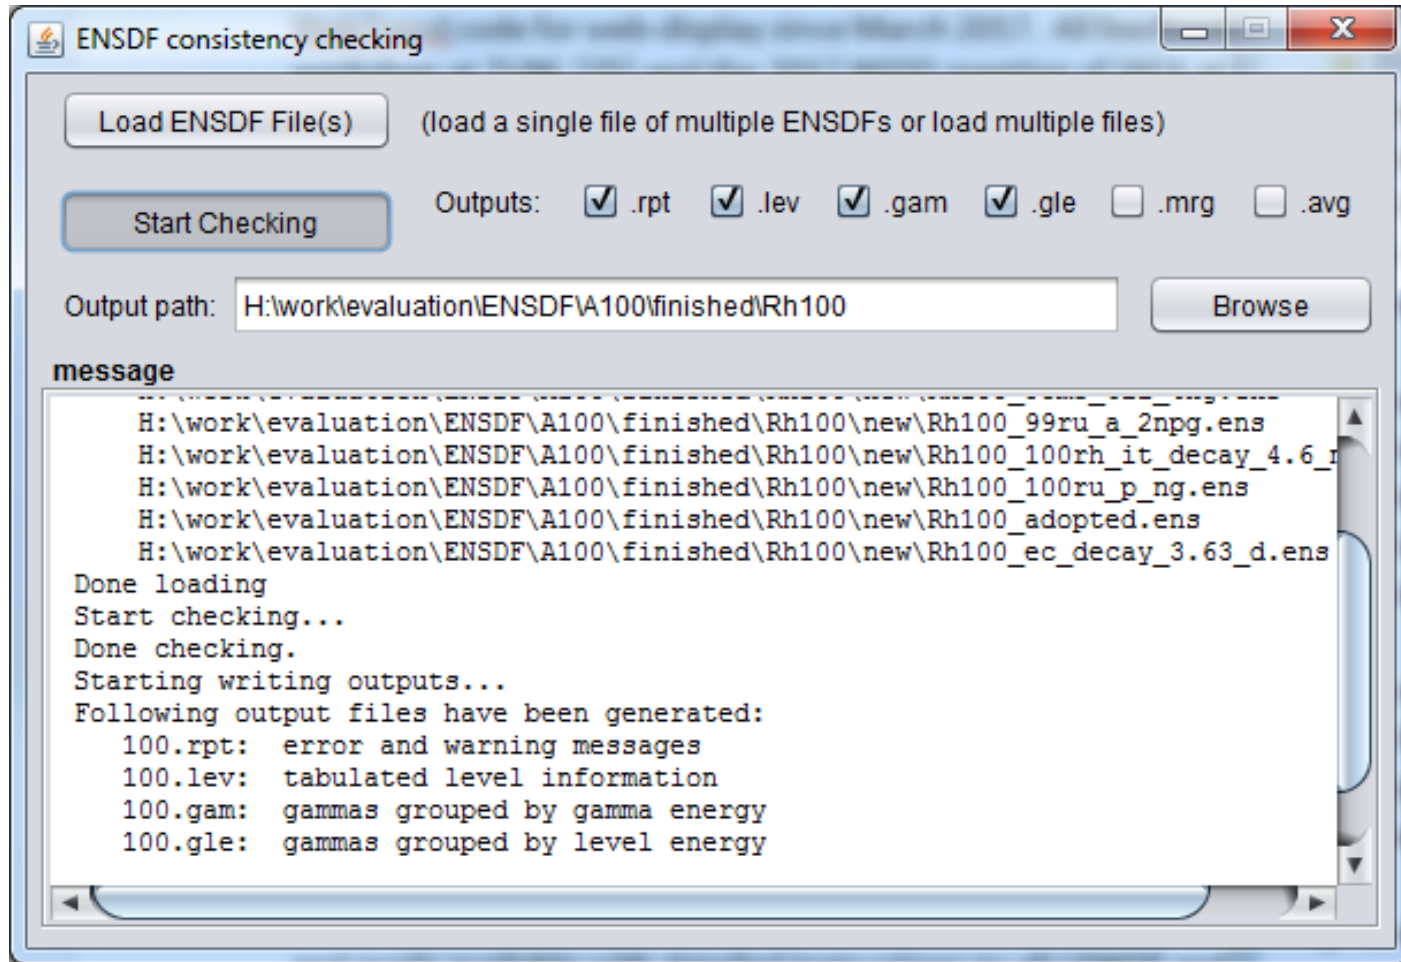 ENSDF consistency checking
Load ENSDF File(s) (load a single file of multiple ENSDFs or load multiple files)
Start Checking Outputs: .rpt .lev .gam .gle .mrg .avg
Output path: H:\work\evaluation\ENSDF\A100\finished\Rh100 Browse
message
H:\work\evaluation\ENSDF\A100\finished\Rh100\new\Rh100_99ru_a_2npg.ens
H:\work\evaluation\ENSDF\A100\finished\Rh100\new\Rh100_100rh_it_decay_4.6_
H:\work\evaluation\ENSDF\A100\finished\Rh100\new\Rh100_100ru_p_ng.ens
H:\work\evaluation\ENSDF\A100\finished\Rh100\new\Rh100_adopted.ens
H:\work\evaluation\ENSDF\A100\finished\Rh100\new\Rh100_ec_decay_3.63_d.ens
Done loading
Start checking...
Done checking.
Starting writing outputs...
Following output files have been generated:
100.rpt: error and warning messages
100.lev: tabulated level information
100.gam: gammas grouped by gamma energy
100.gle: gammas grouped by level energy